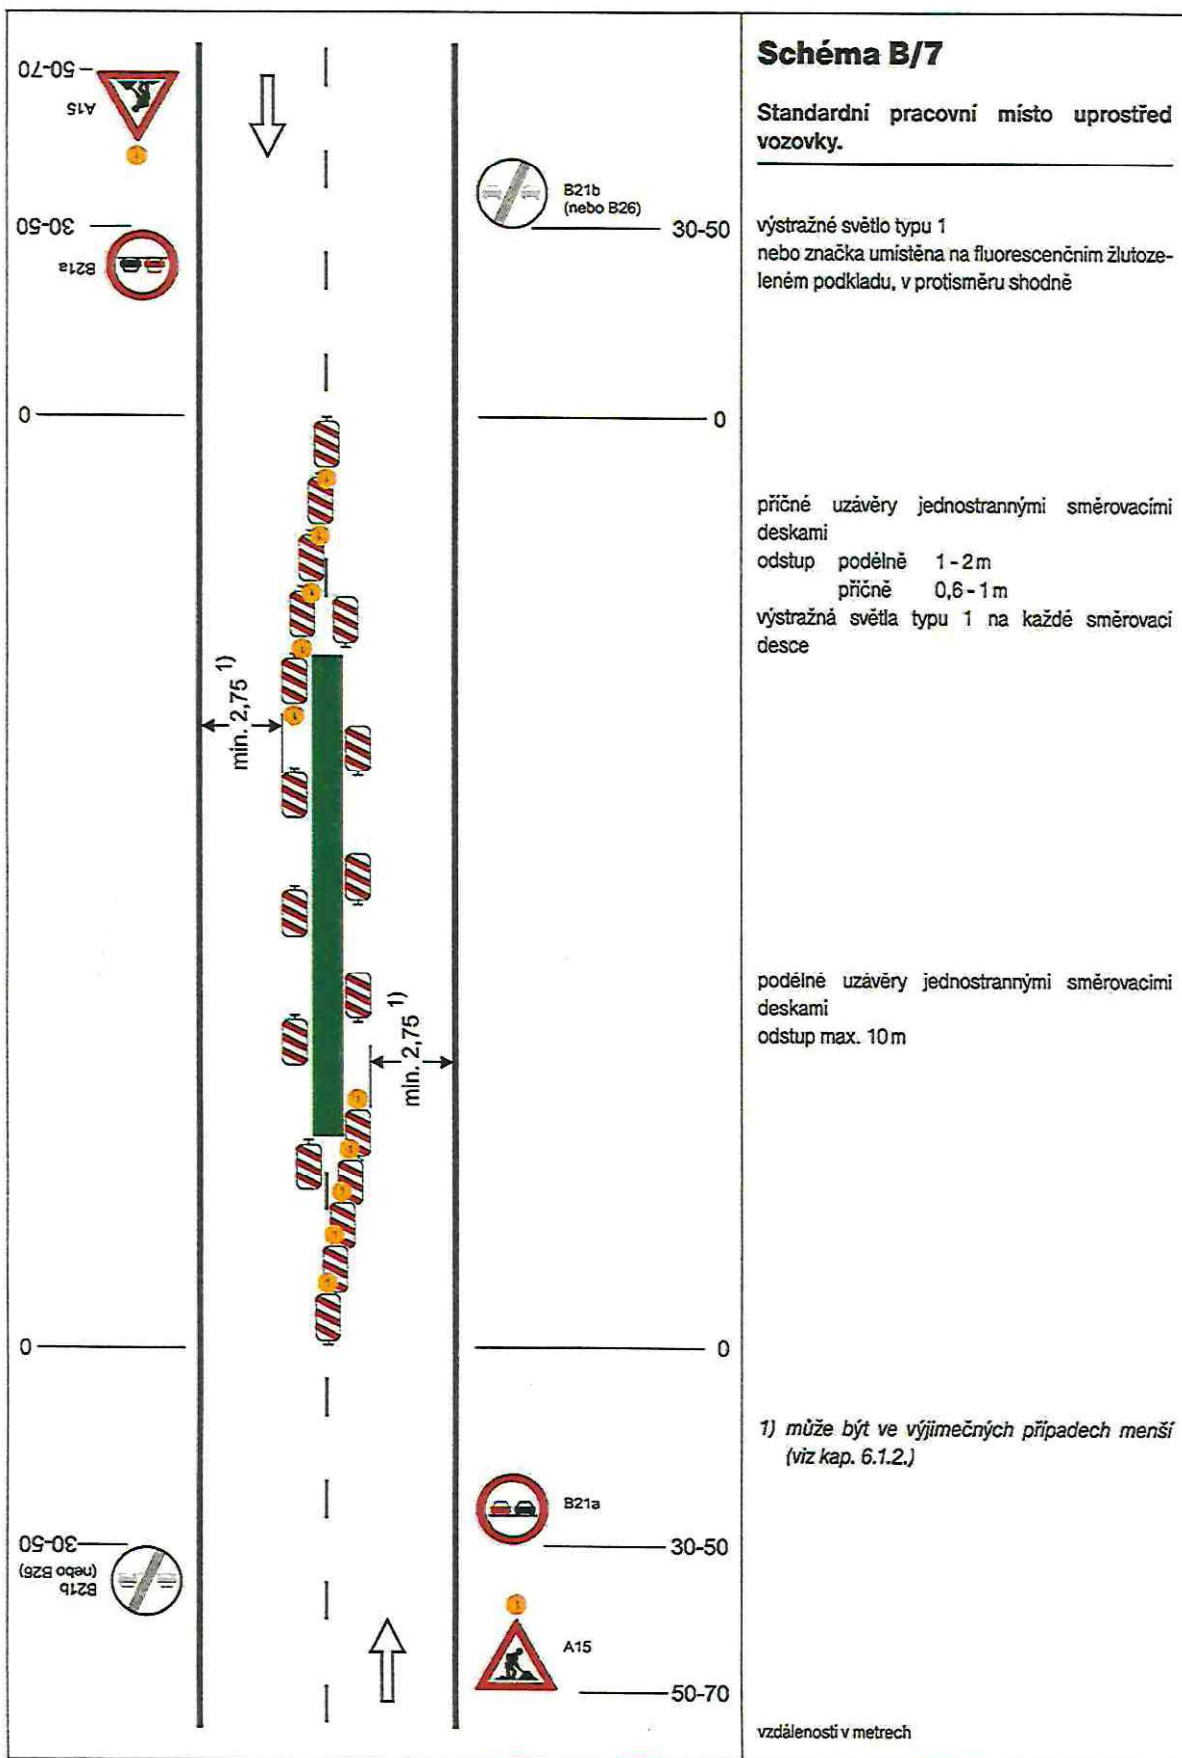 Schéma B/7
Standardní pracovní místo uprostřed
vozovky.
50-70
A15
1
30-50
B21a
B21b
(nebo B26)
30-50
výstražné světlo typu 1
nebo značka umístěna na fluorescenčním žlutoze-
leném podkladu, v protisměru shodně
0
0
příčné uzávěry jednostrannými směrovacími
deskami
odstup podélně 1-2m
příčně 0,6-1m
výstražná světla typu 1 na každé směrovací
desce
min. 2,75 1)
min. 2,75 1)
podélné uzávěry jednostrannými směrovacími
deskami
odstup max. 10m
0
0
1) může být ve výjimečných případech menší
(viz kap. 6.1.2.)
B21a
30-50
30-50
B21b
(nebo B26)
1
A15
50-70
vzdálenosti v metrech